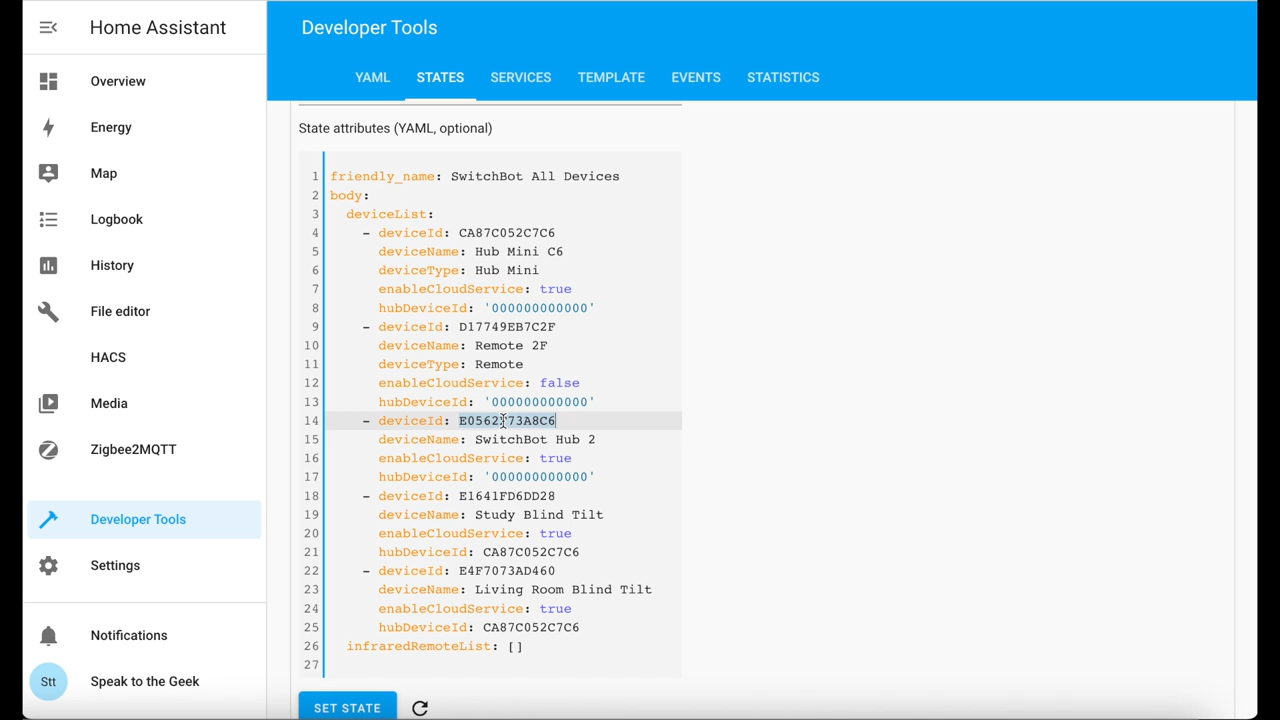 Home Assistant
Developer Tools
YAML STATES SERVICES TEMPLATE EVENTS STATISTICS
Overview
Energy
Map
Logbook
History
File editor
HACS
Media
Zigbee2MQTT
Developer Tools
Settings
Notifications
Stt Speak to the Geek
State attributes (YAML, optional)
1 friendly_name: SwitchBot All Devices
2 body:
3 deviceList:
4 - deviceId: CA87C052C7C6
5 deviceName: Hub Mini C6
6 deviceType: Hub Mini
7 enableCloudService: true
8 hubDeviceId: '000000000000'
9 - deviceId: D17749EB7C2F
10 deviceName: Remote 2F
11 deviceType: Remote
12 enableCloudService: false
13 hubDeviceId: '000000000000'
14 - deviceId:
15 deviceName: SwitchBot Hub 2
16 enableCloudService: true
17 hubDeviceId: '000000000000'
18 - deviceId: E1641FD6DD28
19 deviceName: Study Blind Tilt
20 enableCloudService: true
21 hubDeviceId: CA87C052C7C6
22 - deviceId: E4F7073AD460
23 deviceName: Living Room Blind Tilt
24 enableCloudService: true
25 hubDeviceId: CA87C052C7C6
26 infraredRemoteList: []
27
SET STATE